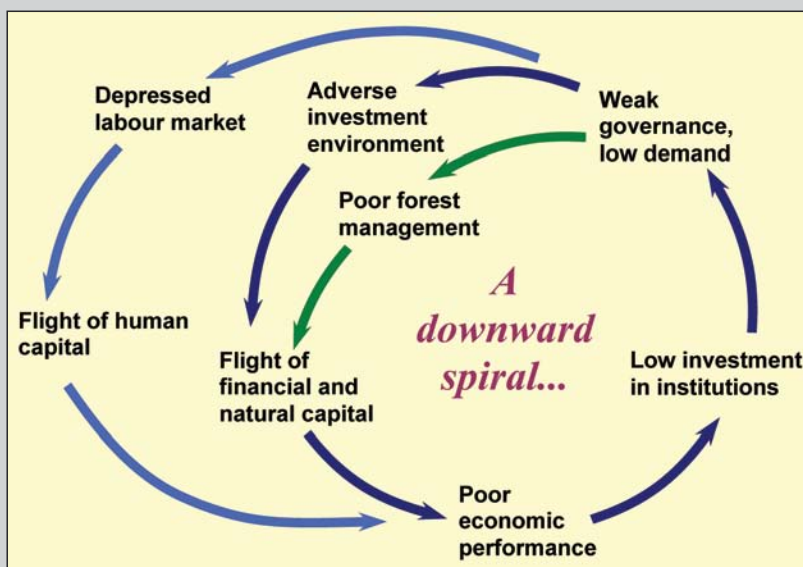 Depressed
labour market
Adverse
investment
environment
Weak
governance,
low demand
Poor forest
management
A
downward
spiral...
Flight of human
capital
Flight of
financial and
natural capital
Low investment
in institutions
Poor
economic
performance